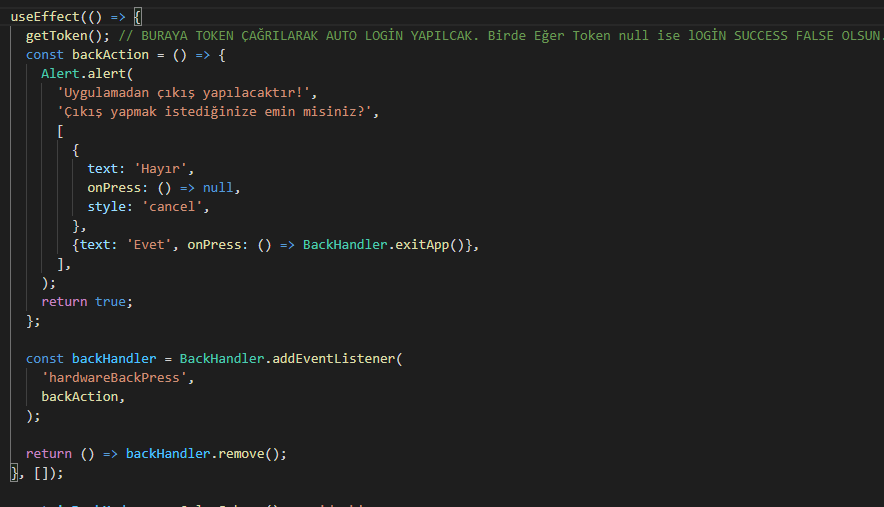 useEffect(() => {
getToken(); // BURAYA TOKEN ÇAĞRILARAK AUTO LOGİN YAPILCAK. Birde Eğer Token null ise lOGİN SUCCESS FALSE OLSUN.
const backAction = () => {
Alert.alert(
'Uygulamadan çıkış yapılacaktır!',
'Çıkış yapmak istediğinize emin misiniz?',
[
{
text: 'Hayır',
onPress: () => null,
style: 'cancel',
},
{text: 'Evet', onPress: () => BackHandler.exitApp()},
],
);
return true;
};
const backHandler = BackHandler.addEventListener(
'hardwareBackPress',
backAction,
);
return () => backHandler.remove();
}, []);